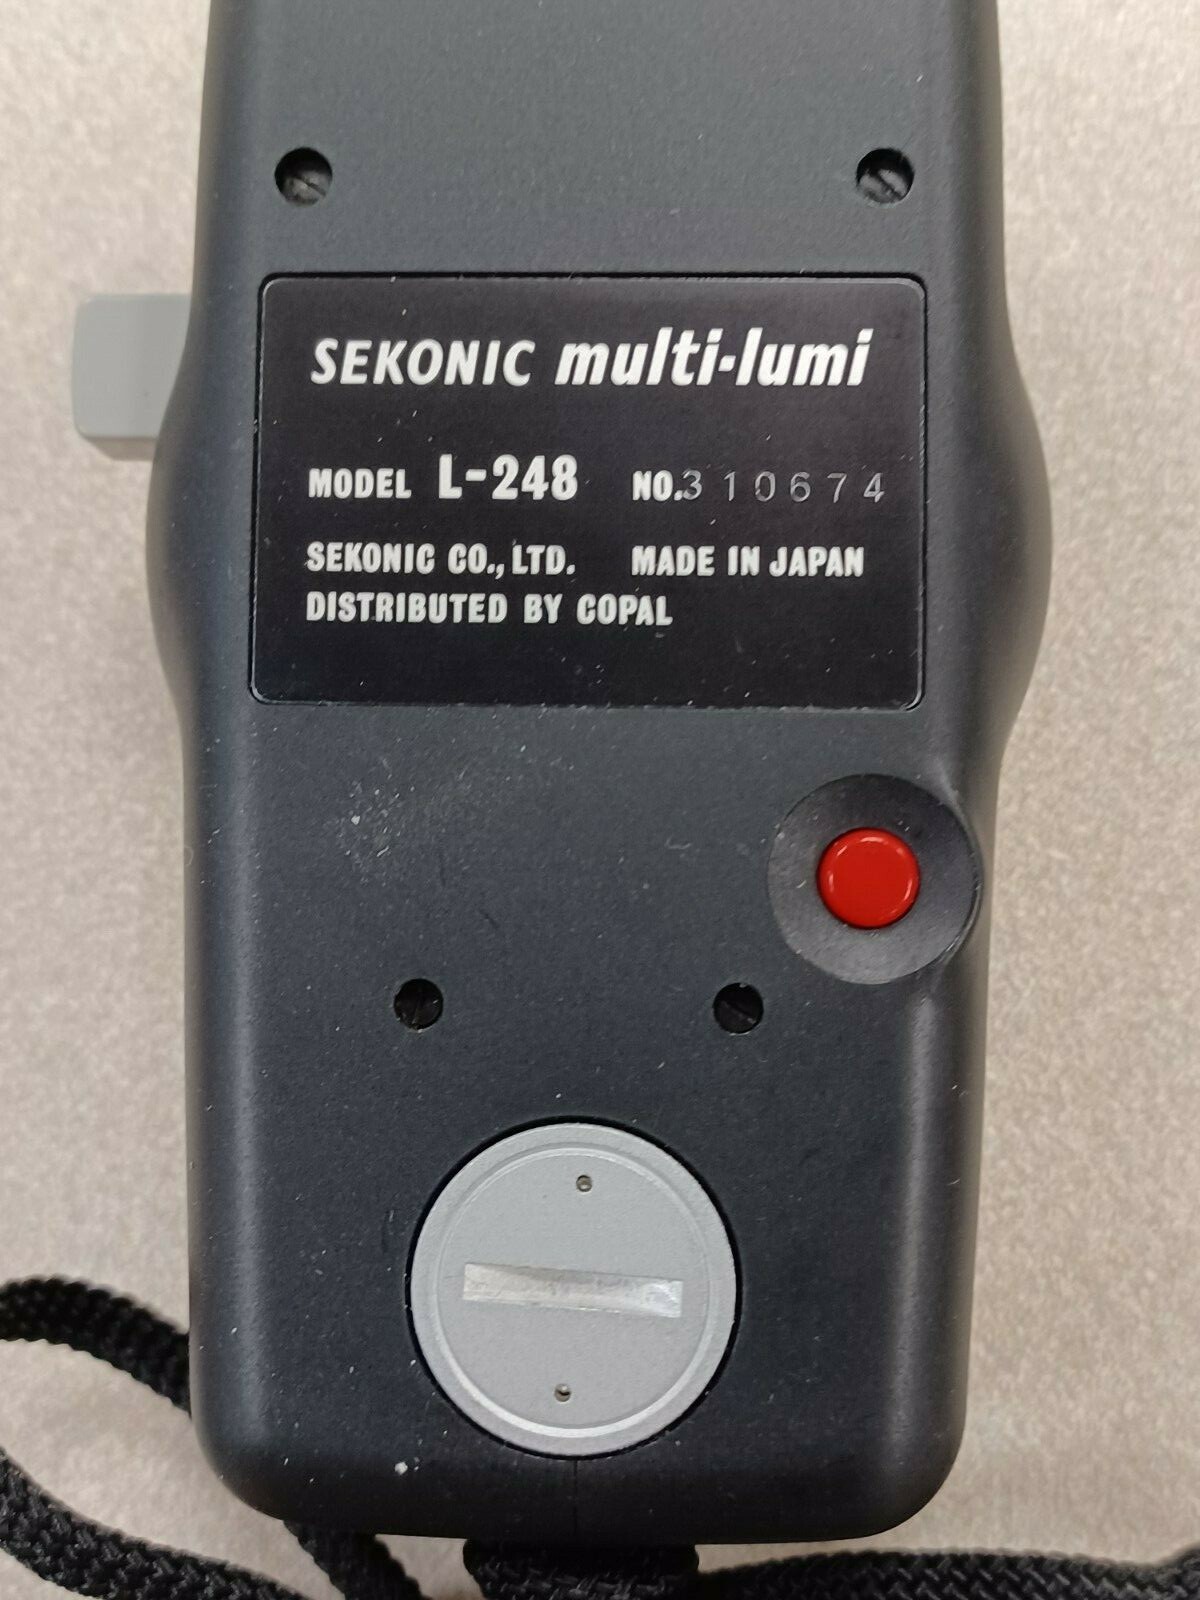 SEKONIC multi-lumi
MODEL L-248 NO.310674
SEKONIC CO., LTD. MADE IN JAPAN
DISTRIBUTED BY COPAL